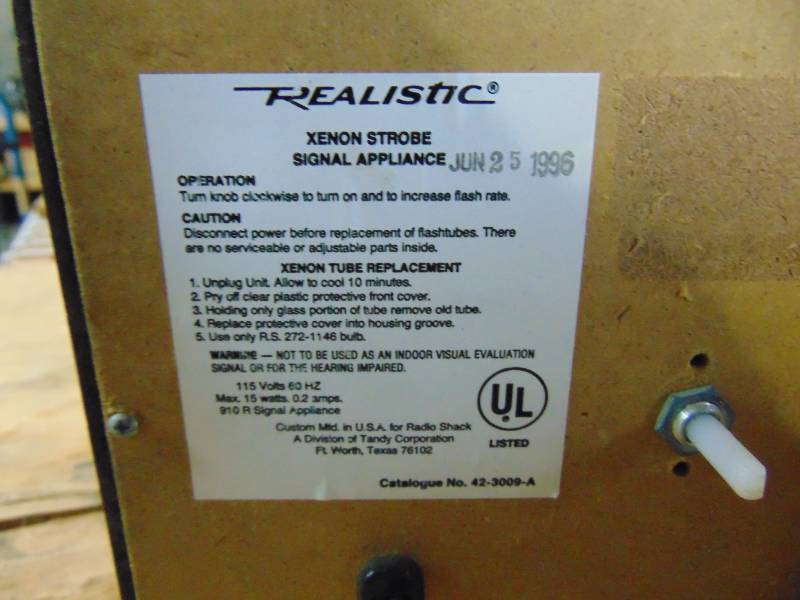 REALISTIC®
XENON STROBE
SIGNAL APPLIANCE JUN 25 1996
OPERATION
Turn knob clockwise to turn on and to increase flash rate.
CAUTION
Disconnect power before replacement of flashtubes. There
are no serviceable or adjustable parts inside.
XENON TUBE REPLACEMENT
1. Unplug Unit. Allow to cool 10 minutes.
2. Pry off clear plastic protective front cover.
3. Holding only glass portion of tube remove old tube.
4. Replace protective cover into housing groove.
5. Use only R.S. 272-1146 bulb.
WARNING — NOT TO BE USED AS AN INDOOR VISUAL EVALUATION
SIGNAL OR FOR THE HEARING IMPAIRED.
115 Volts 60 HZ
Max. 15 watts. 0.2 amps.
910 R Signal Appliance
UL
LISTED
Custom Mfd. in U.S.A. for Radio Shack
A Division of Tandy Corporation
Ft. Worth, Texas 76102
Catalogue No. 42-3009-A